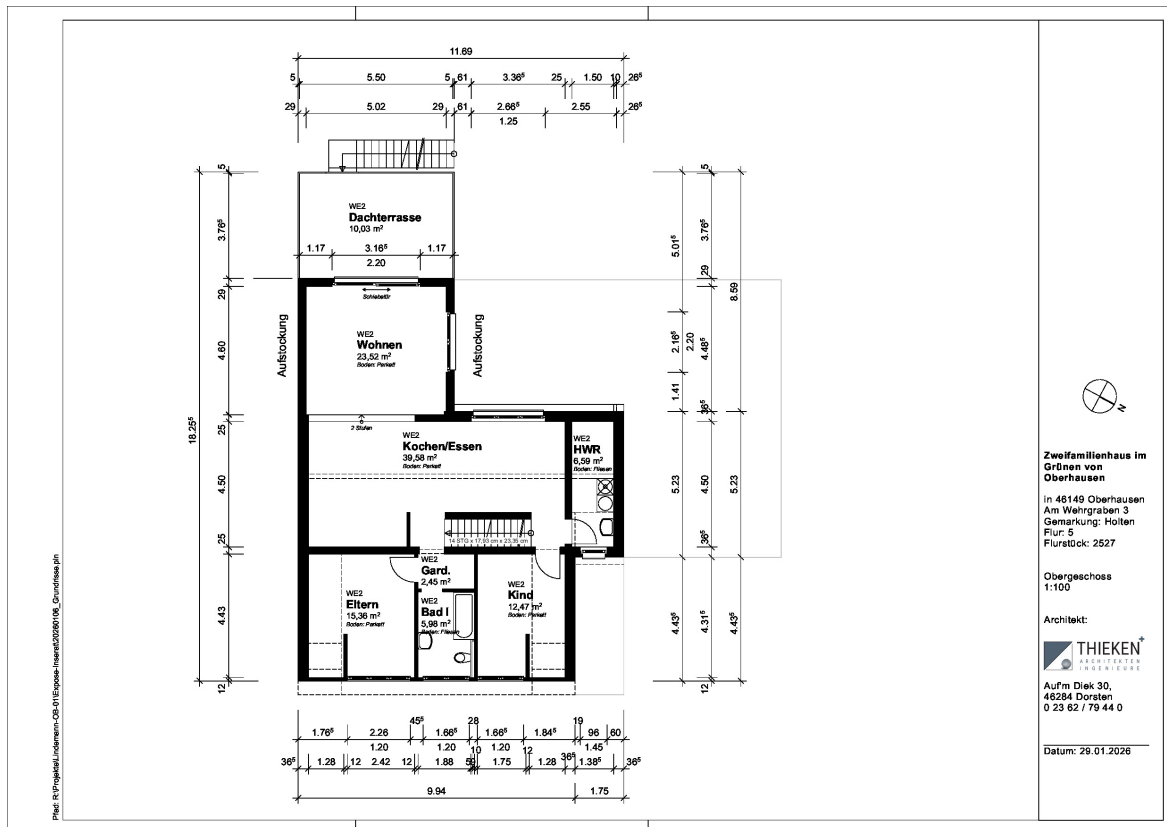 11.69
5 5.50 5 61 3.36⁵ 25 1.50 10 26⁵
29 5.02 29 61 2.66⁵ 2.55 26⁵
1.25
WE2
Dachterrasse
10,03 m²
1.17 3.16⁵ 1.17
2.20
Schiebetür
Aufstockung
WE2
Wohnen
23,52 m²
Boden: Parkett
Aufstockung
2 Stufen
WE2
Kochen/Essen
39,58 m²
Boden: Parkett
WE2
HWR
6,59 m²
Boden: Fliesen
14 STG x 17,93 cm x 23,35 cm
WE2
Gard.
2,45 m²
WE2
Eltern
15,36 m²
Boden: Parkett
WE2
Bad I
5,98 m²
Boden: Fliesen
WE2
Kind
12,47 m²
Boden: Parkett
18.25⁵
5
3.76⁵
29
4.60
25
4.50
25
4.43
12
5.01⁵
2.16⁵
2.20
1.41
5.23
4.43⁵
5
3.76⁵
29
4.48⁵
36⁵
4.50
36⁵
4.31⁵
12
8.59
5.23
4.43⁵
45⁵ 28 19
1.76⁵ 2.26 1.66⁵ 1.66⁵ 1.84⁵ 96 60
1.20 1.20 1.20 1.45
10 12 36⁵
36⁵ 1.28 12 2.42 12 1.88 1.75 1.28 1.38⁵ 36⁵
9.94 1.75
N
Zweifamilienhaus im
Grünen von
Oberhausen
in 46149 Oberhausen
Am Wehrgraben 3
Gemarkung: Holten
Flur: 5
Flurstück: 2527
Obergeschoss
1:100
Architekt:
THIEKEN+
ARCHITEKTEN
INGENIEURE
Auf'm Diek 30,
46284 Dorsten
0 23 62 / 79 44 0
Datum: 29.01.2026
Pfad: R:\Projekte\Lindemann-OB-01\Expose-Inserat\20260106_Grundrisse.pln